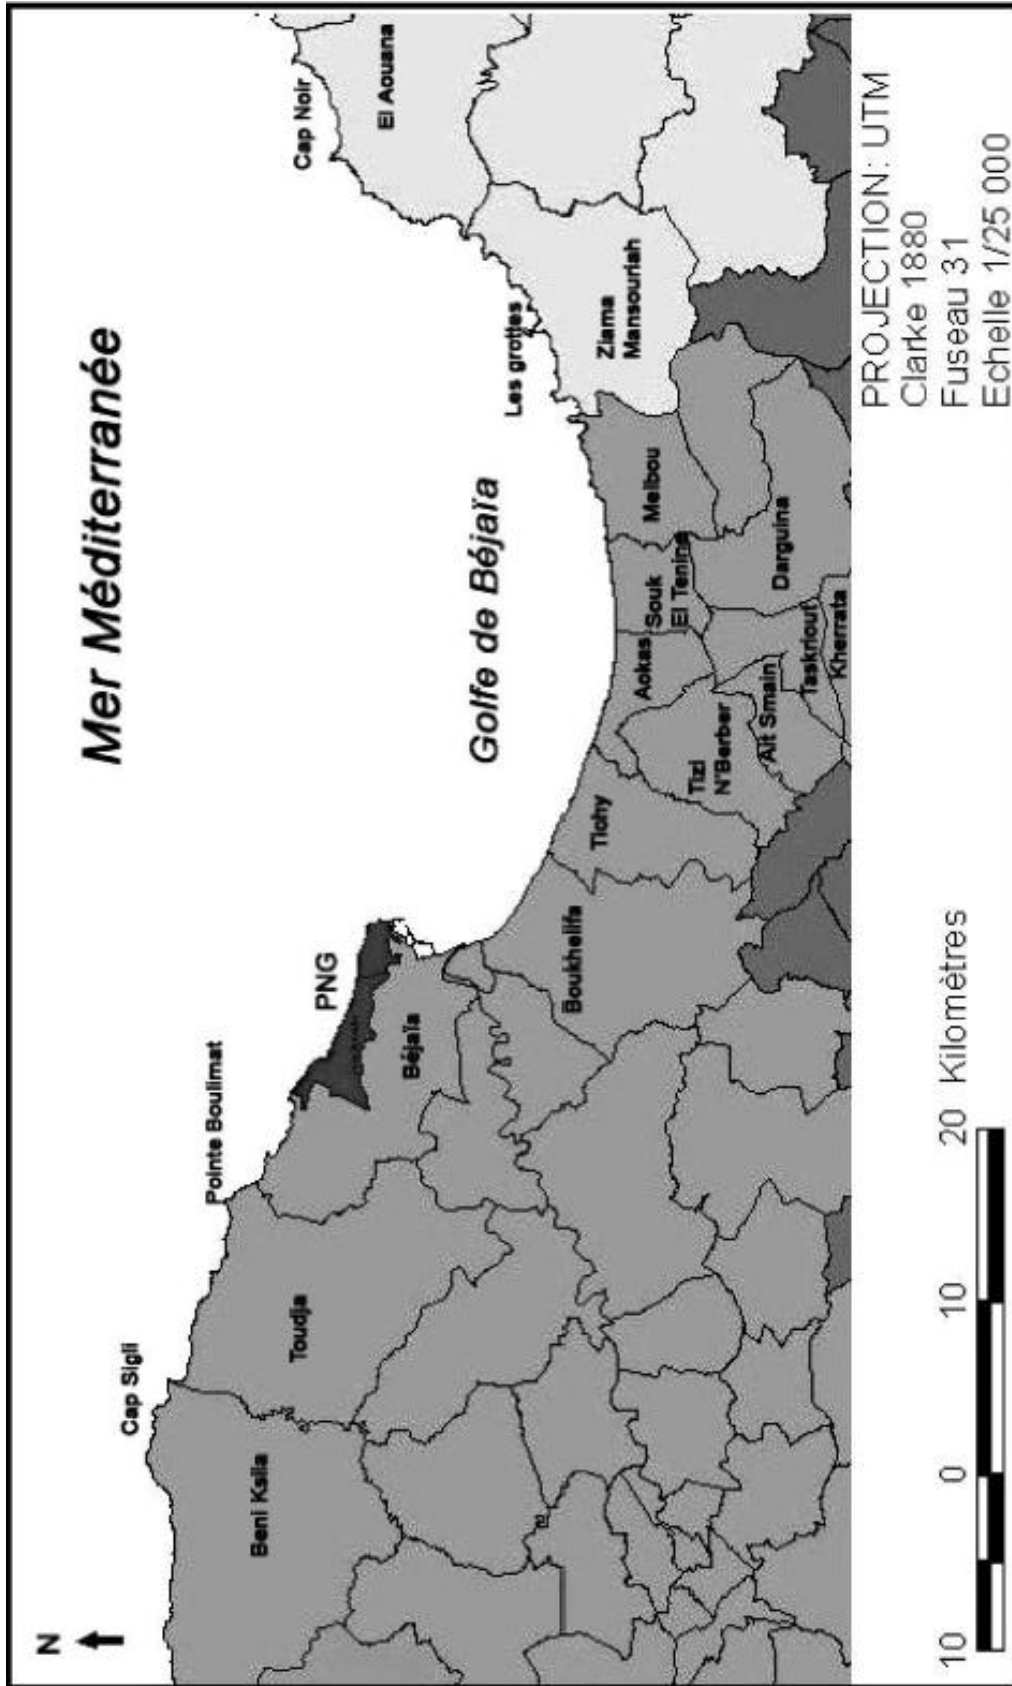 N
Mer Méditerranée
Cap Sigli
Pointe Boulimat
PNG
Cap Noir
El Aouana
Beni Ksila
Toudja
Béjaïa
Golfe de Béjaïa
Les grottes
Ziama
Mansouriah
Boukhelifa
Tichy
Aokas
Souk
El Tenine
Melbou
Tizi
N'Berber
Ait Smain
Taskriout
Darguina
Kherrata
10
0
10
20
Kilomètres
PROJECTION: UTM
Clarke 1880
Fuseau 31
Echelle 1/25 000